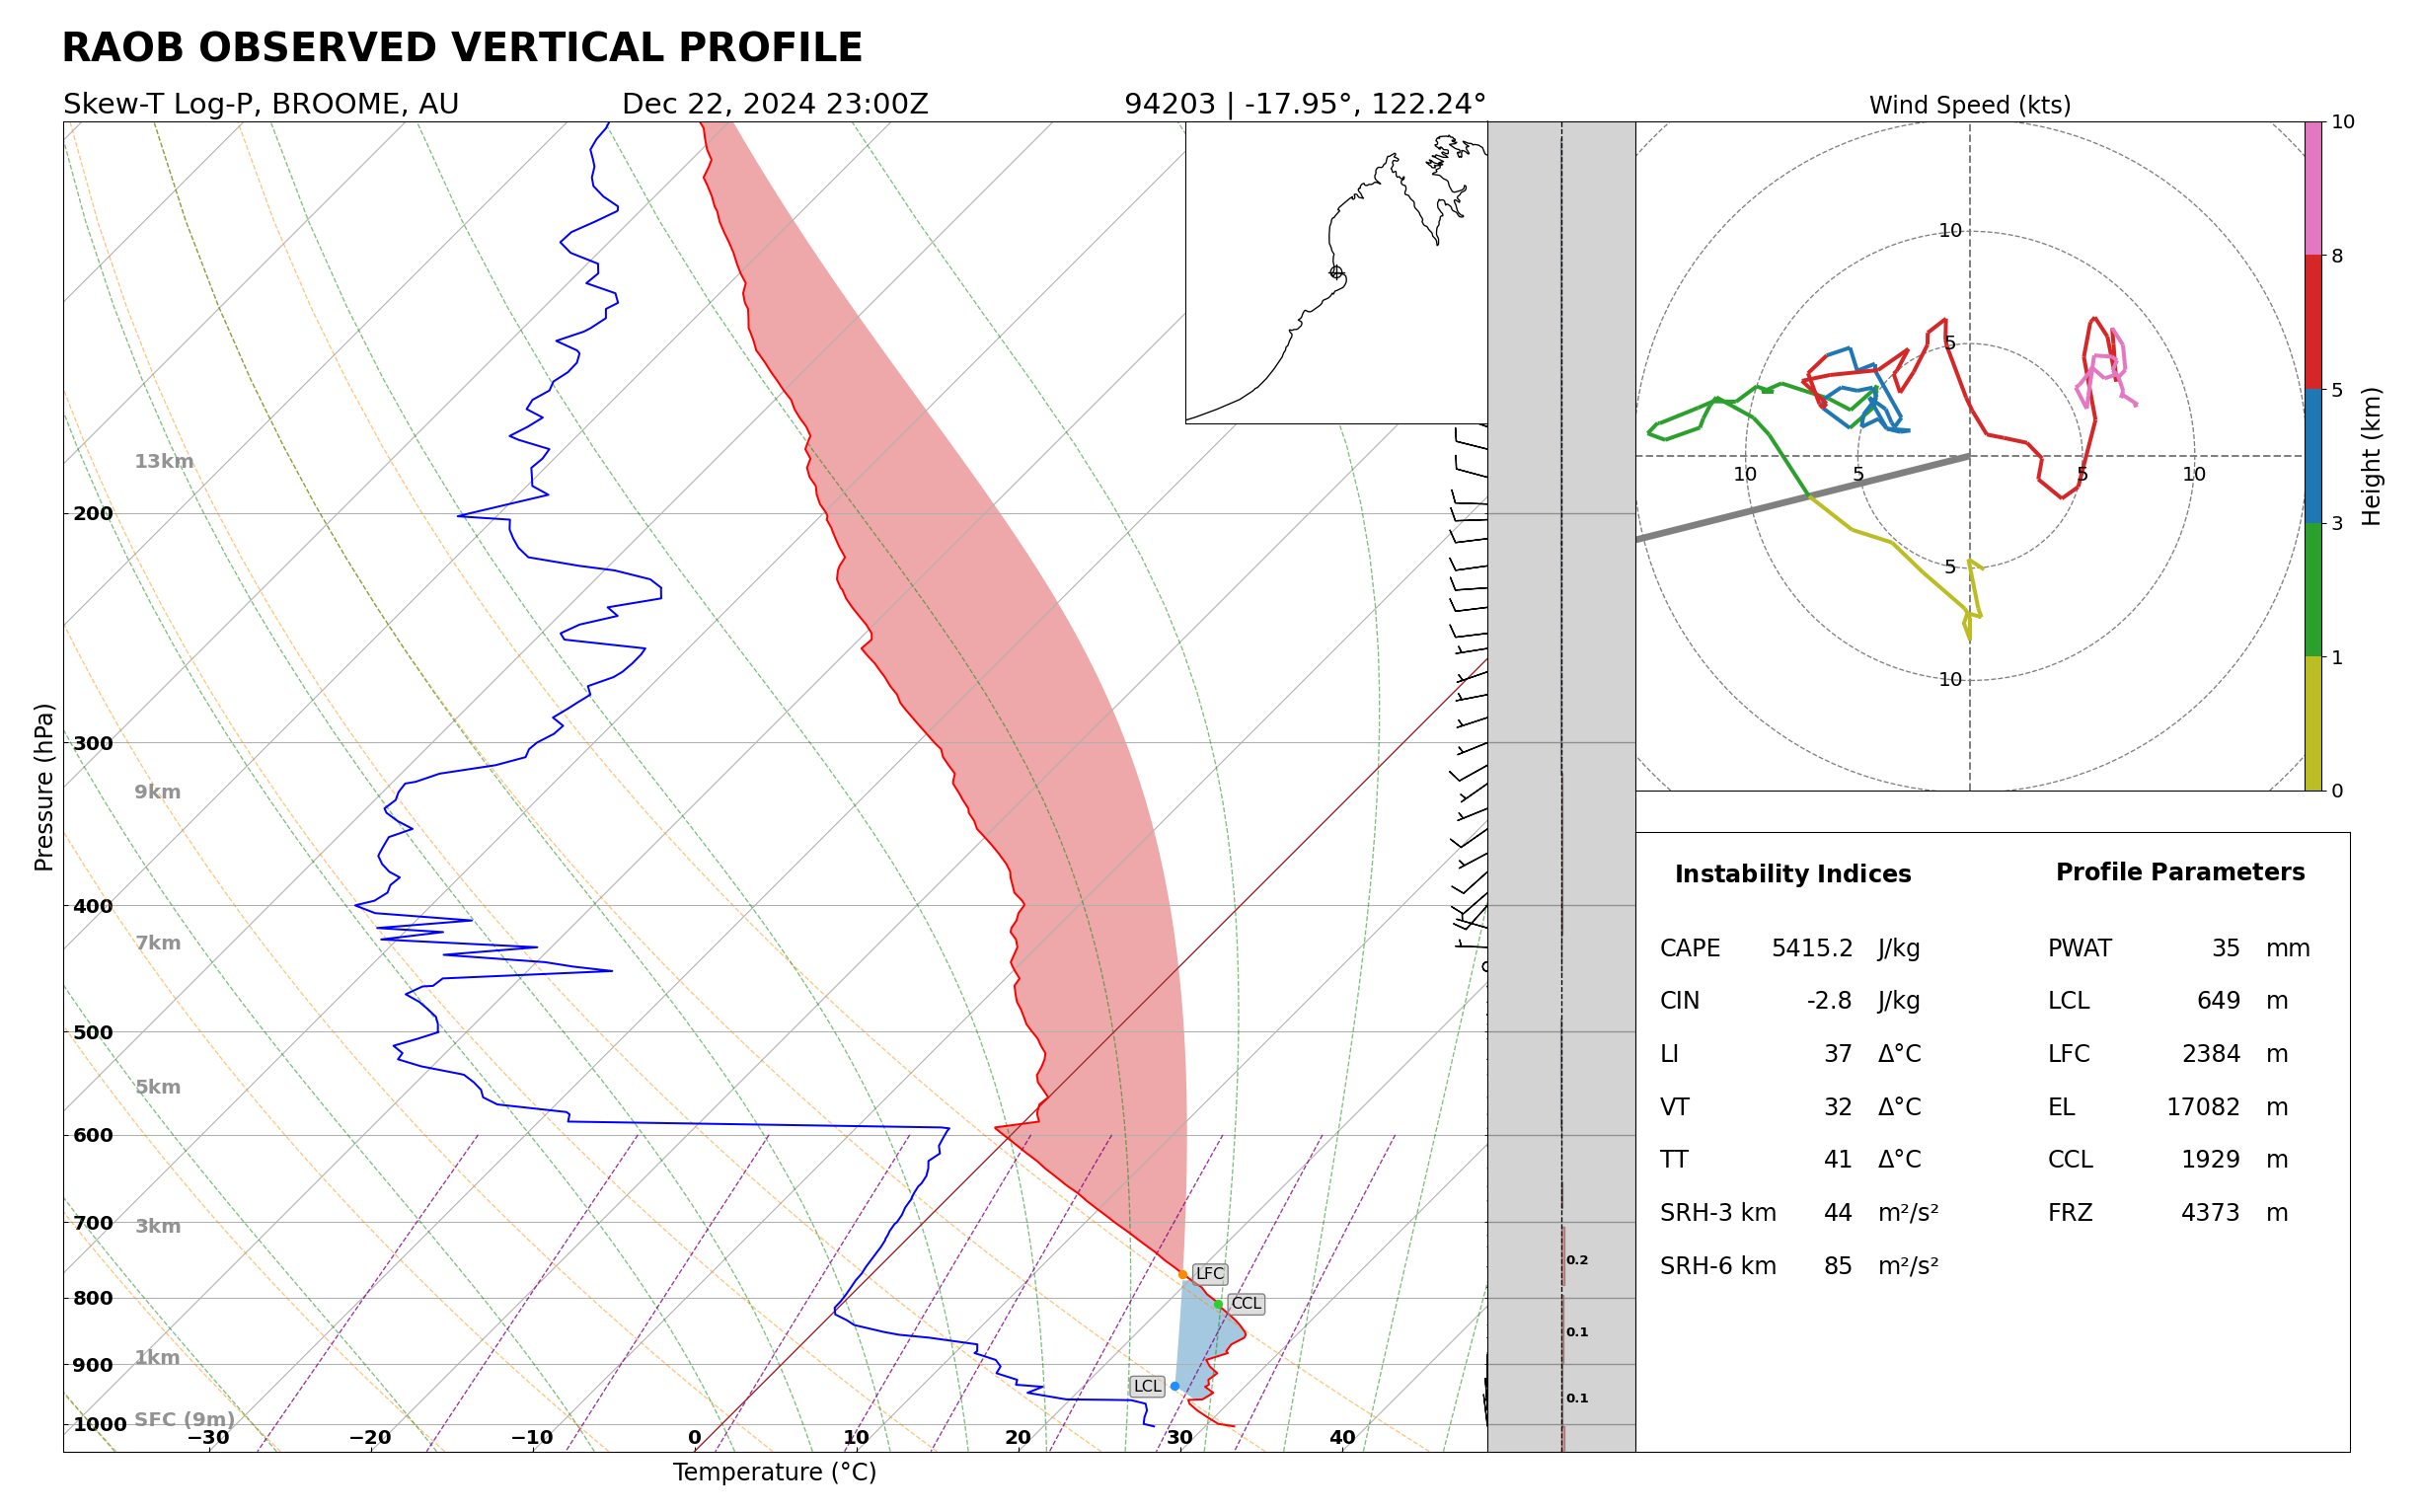 RAOB OBSERVED VERTICAL PROFILE
Skew-T Log-P, BROOME, AU Dec 22, 2024 23:00Z 94203 | -17.95°, 122.24°
Wind Speed (kts)
Pressure (hPa)
200
300
400
500
600
700
800
900
1000
13km
9km
7km
5km
3km
1km
SFC (9m)
−30 −20 −10 0 10 20 30 40
Temperature (°C)
LFC
CCL
LCL
0.2
0.1
0.1
10
5
10 5 5 10
5
10
10
8
5
3
1
0
Height (km)
Instability Indices Profile Parameters
CAPE 5415.2 J/kg PWAT 35 mm
CIN -2.8 J/kg LCL 649 m
LI 37 Δ°C LFC 2384 m
VT 32 Δ°C EL 17082 m
TT 41 Δ°C CCL 1929 m
SRH-3 km 44 m²/s² FRZ 4373 m
SRH-6 km 85 m²/s²